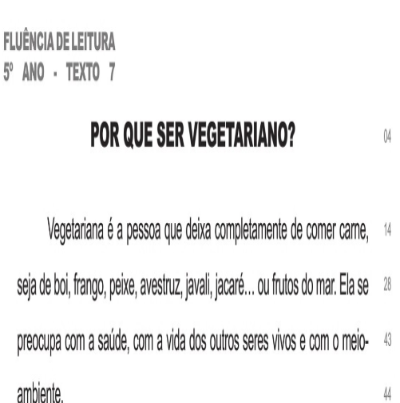 FLUÊNCIA DE LEITURA
5º ANO - TEXTO 7
POR QUE SER VEGETARIANO? 04
Vegetariana é a pessoa que deixa completamente de comer carne, 14
seja de boi, frango, peixe, avestruz, javali, jacaré... ou frutos do mar. Ela se 28
preocupa com a saúde, com a vida dos outros seres vivos e com o meio- 43
ambiente. 44